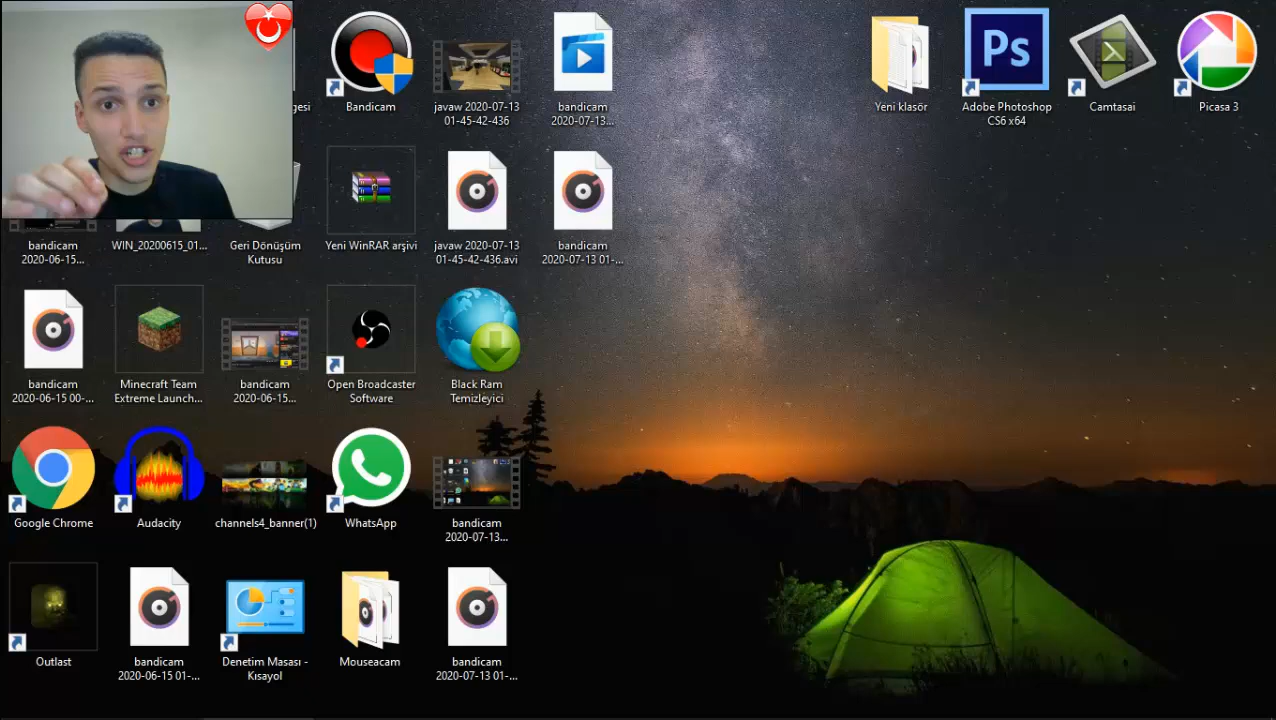 gesi
Bandicam
javaw 2020-07-13
01-45-42-436
bandicam
2020-07-13...
Yeni klasör
Ps
Adobe Photoshop
CS6 x64
Camtasai
Picasa 3
bandicam
2020-06-15...
WIN_20200615_01...
Geri Dönüşüm
Kutusu
Yeni WinRAR arşivi
javaw 2020-07-13
01-45-42-436.avi
bandicam
2020-07-13 01-...
bandicam
2020-06-15 00-...
Minecraft Team
Extreme Launch...
bandicam
2020-06-15...
Open Broadcaster
Software
Black Ram
Temizleyici
Google Chrome
Audacity
channels4_banner(1)
WhatsApp
bandicam
2020-07-13...
Outlast
bandicam
2020-06-15 01-...
Denetim Masası -
Kısayol
Mouseacam
bandicam
2020-07-13 01-...